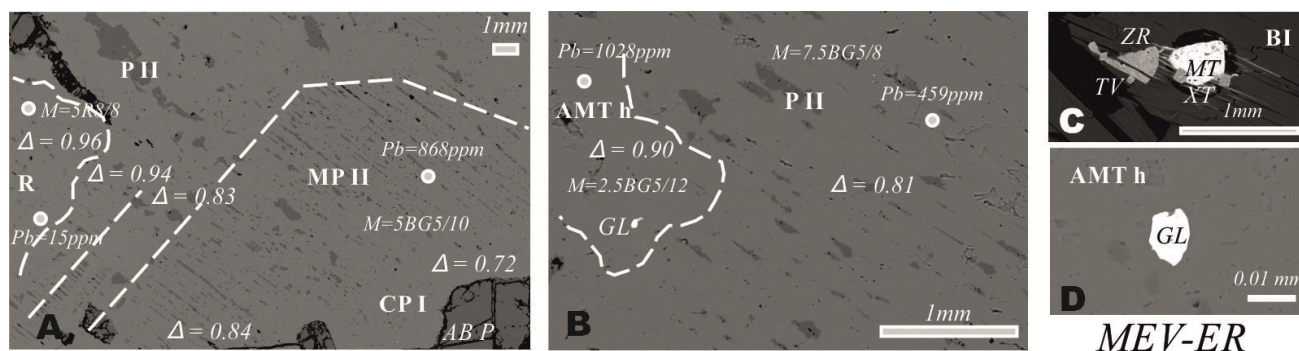 1mm
P II
M=5R8/8
Δ = 0.96
Pb=868ppm
Δ = 0.94
R
MP II
Δ = 0.83
Pb=15ppm
M=5BG5/10
Δ = 0.72
CP I
A
Δ = 0.84
AB P
Pb=1028ppm
M=7.5BG5/8
P II
Pb=459ppm
AMT h
Δ = 0.90
Δ = 0.81
M=2.5BG5/12
GL
B
1mm
ZR
BI
MT
TV
XT
C
1mm
AMT h
GL
0.01 mm
D
MEV-ER